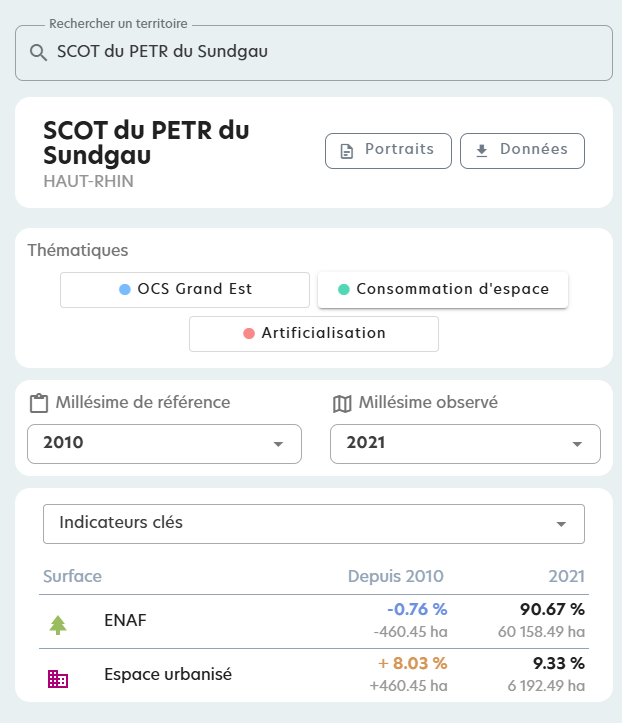 Rechercher un territoire
SCOT du PETR du Sundgau
SCOT du PETR du
Sundgau
HAUT-RHIN
Portraits
Données
Thématiques
OCS Grand Est
Consommation d'espace
Artificialisation
Millésime de référence
Millésime observé
2010
2021
Indicateurs clés
Surface Depuis 2010 2021
-0.76 % 90.67 %
ENAF
-460.45 ha 60 158.49 ha
+ 8.03 % 9.33 %
Espace urbanisé
+460.45 ha 6 192.49 ha